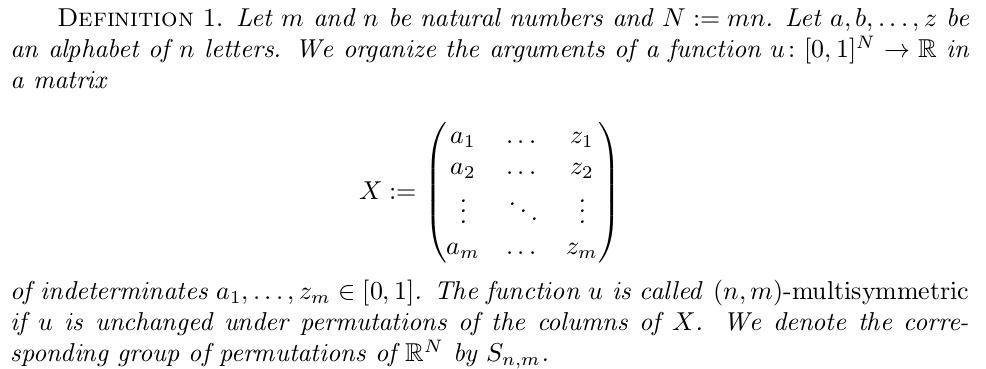 DEFINITION 1. Let m and n be natural numbers and N := mn. Let a, b, . . . , z be
an alphabet of n letters. We organize the arguments of a function u: [0, 1]^N → ℝ in
a matrix
X := ( a_1 . . . z_1
a_2 . . . z_2
⋮ ⋱ ⋮
a_m . . . z_m )
of indeterminates a_1, . . . , z_m ∈ [0, 1]. The function u is called (n, m)-multisymmetric
if u is unchanged under permutations of the columns of X. We denote the corre-
sponding group of permutations of ℝ^N by S_{n,m}.